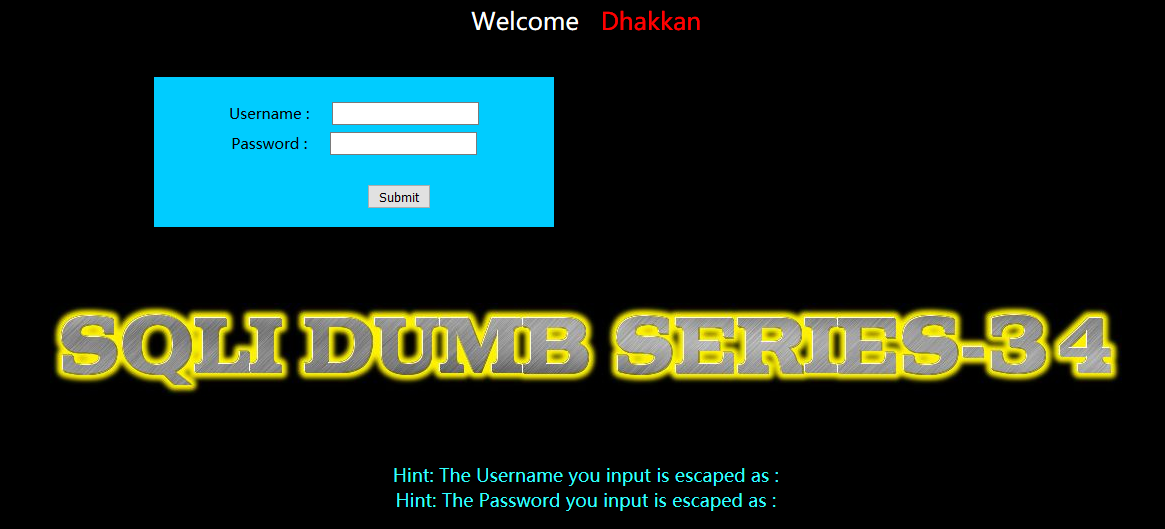 Welcome Dhakkan
Username :
Password :
Submit
SQLI DUMB SERIES-34
Hint: The Username you input is escaped as :
Hint: The Password you input is escaped as :